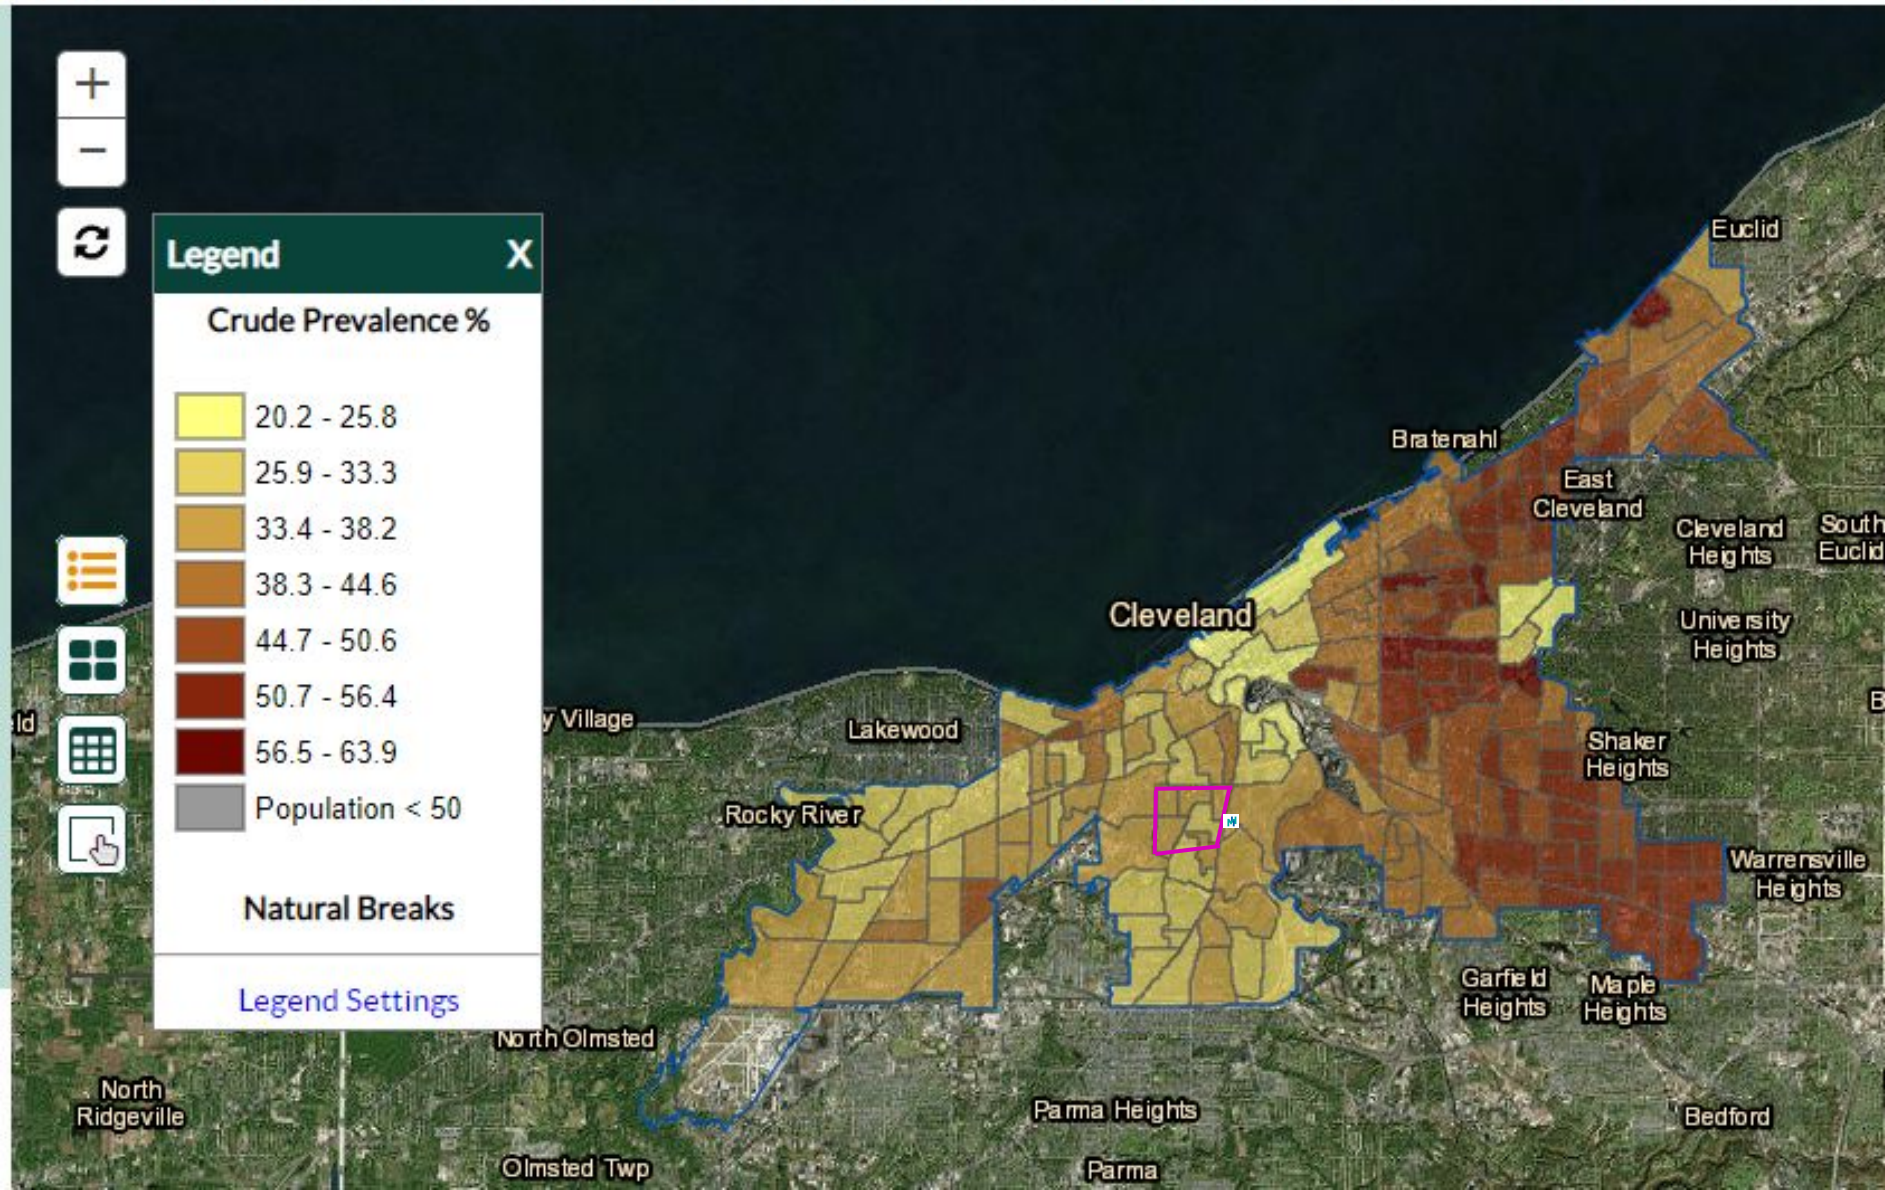 +
−
Legend X
Crude Prevalence %
20.2 - 25.8
25.9 - 33.3
33.4 - 38.2
38.3 - 44.6
44.7 - 50.6
50.7 - 56.4
56.5 - 63.9
Population < 50
Natural Breaks
Legend Settings
Euclid
Bratenahl
East
Cleveland
Cleveland
Heights
South
Euclid
Cleveland
University
Heights
ld
y Village
Lakewood
B
Shaker
Heights
Rocky River
Warrensville
Heights
Garfield
Heights
Maple
Heights
North Olmsted
North
Ridgeville
Parma Heights
Bedford
Olmsted Twp
Parma